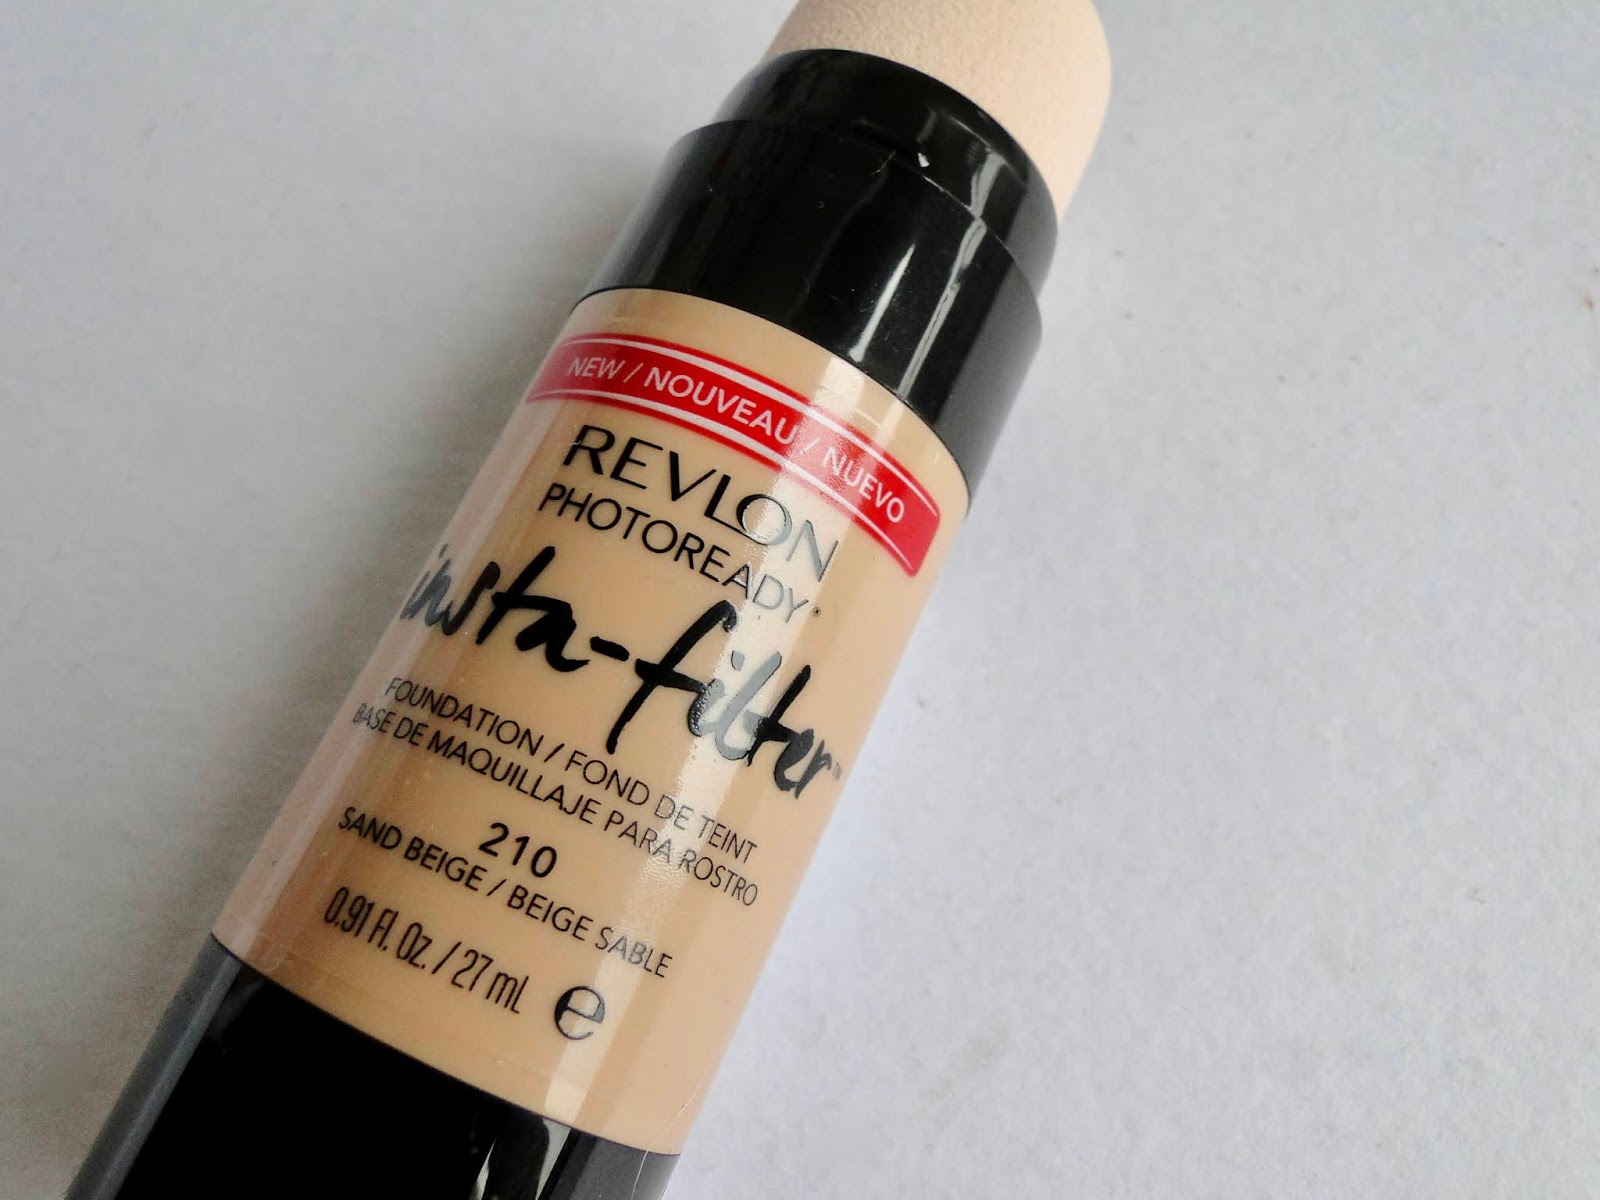 NEW / NOUVEAU / NUEVO
REVLON
PHOTOREADY®
insta-filter™
FOUNDATION / FOND DE TEINT
BASE DE MAQUILLAJE PARA ROSTRO
210
SAND BEIGE / BEIGE SABLE
0.91 Fl. Oz. / 27 ml ℮